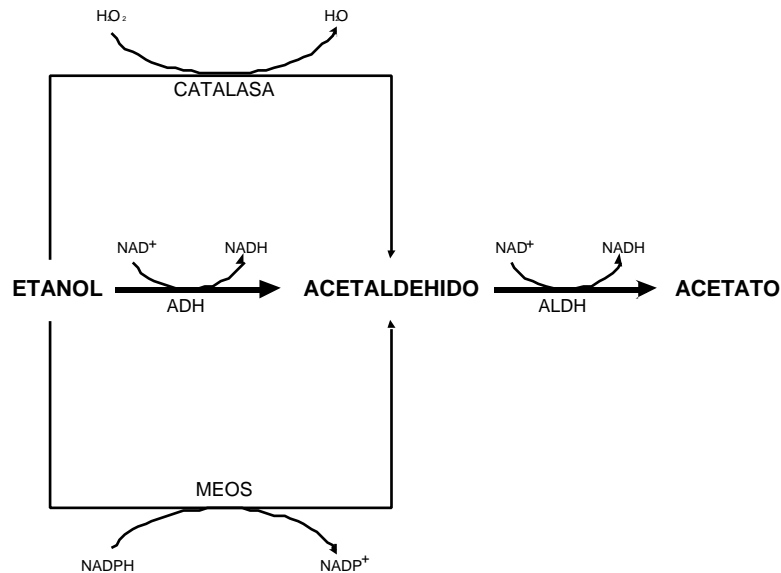 H₂O₂ H₂O
CATALASA
NAD⁺ NADH NAD⁺ NADH
ETANOL ACETALDEHIDO ACETATO
ADH ALDH
MEOS
NADPH NADP⁺